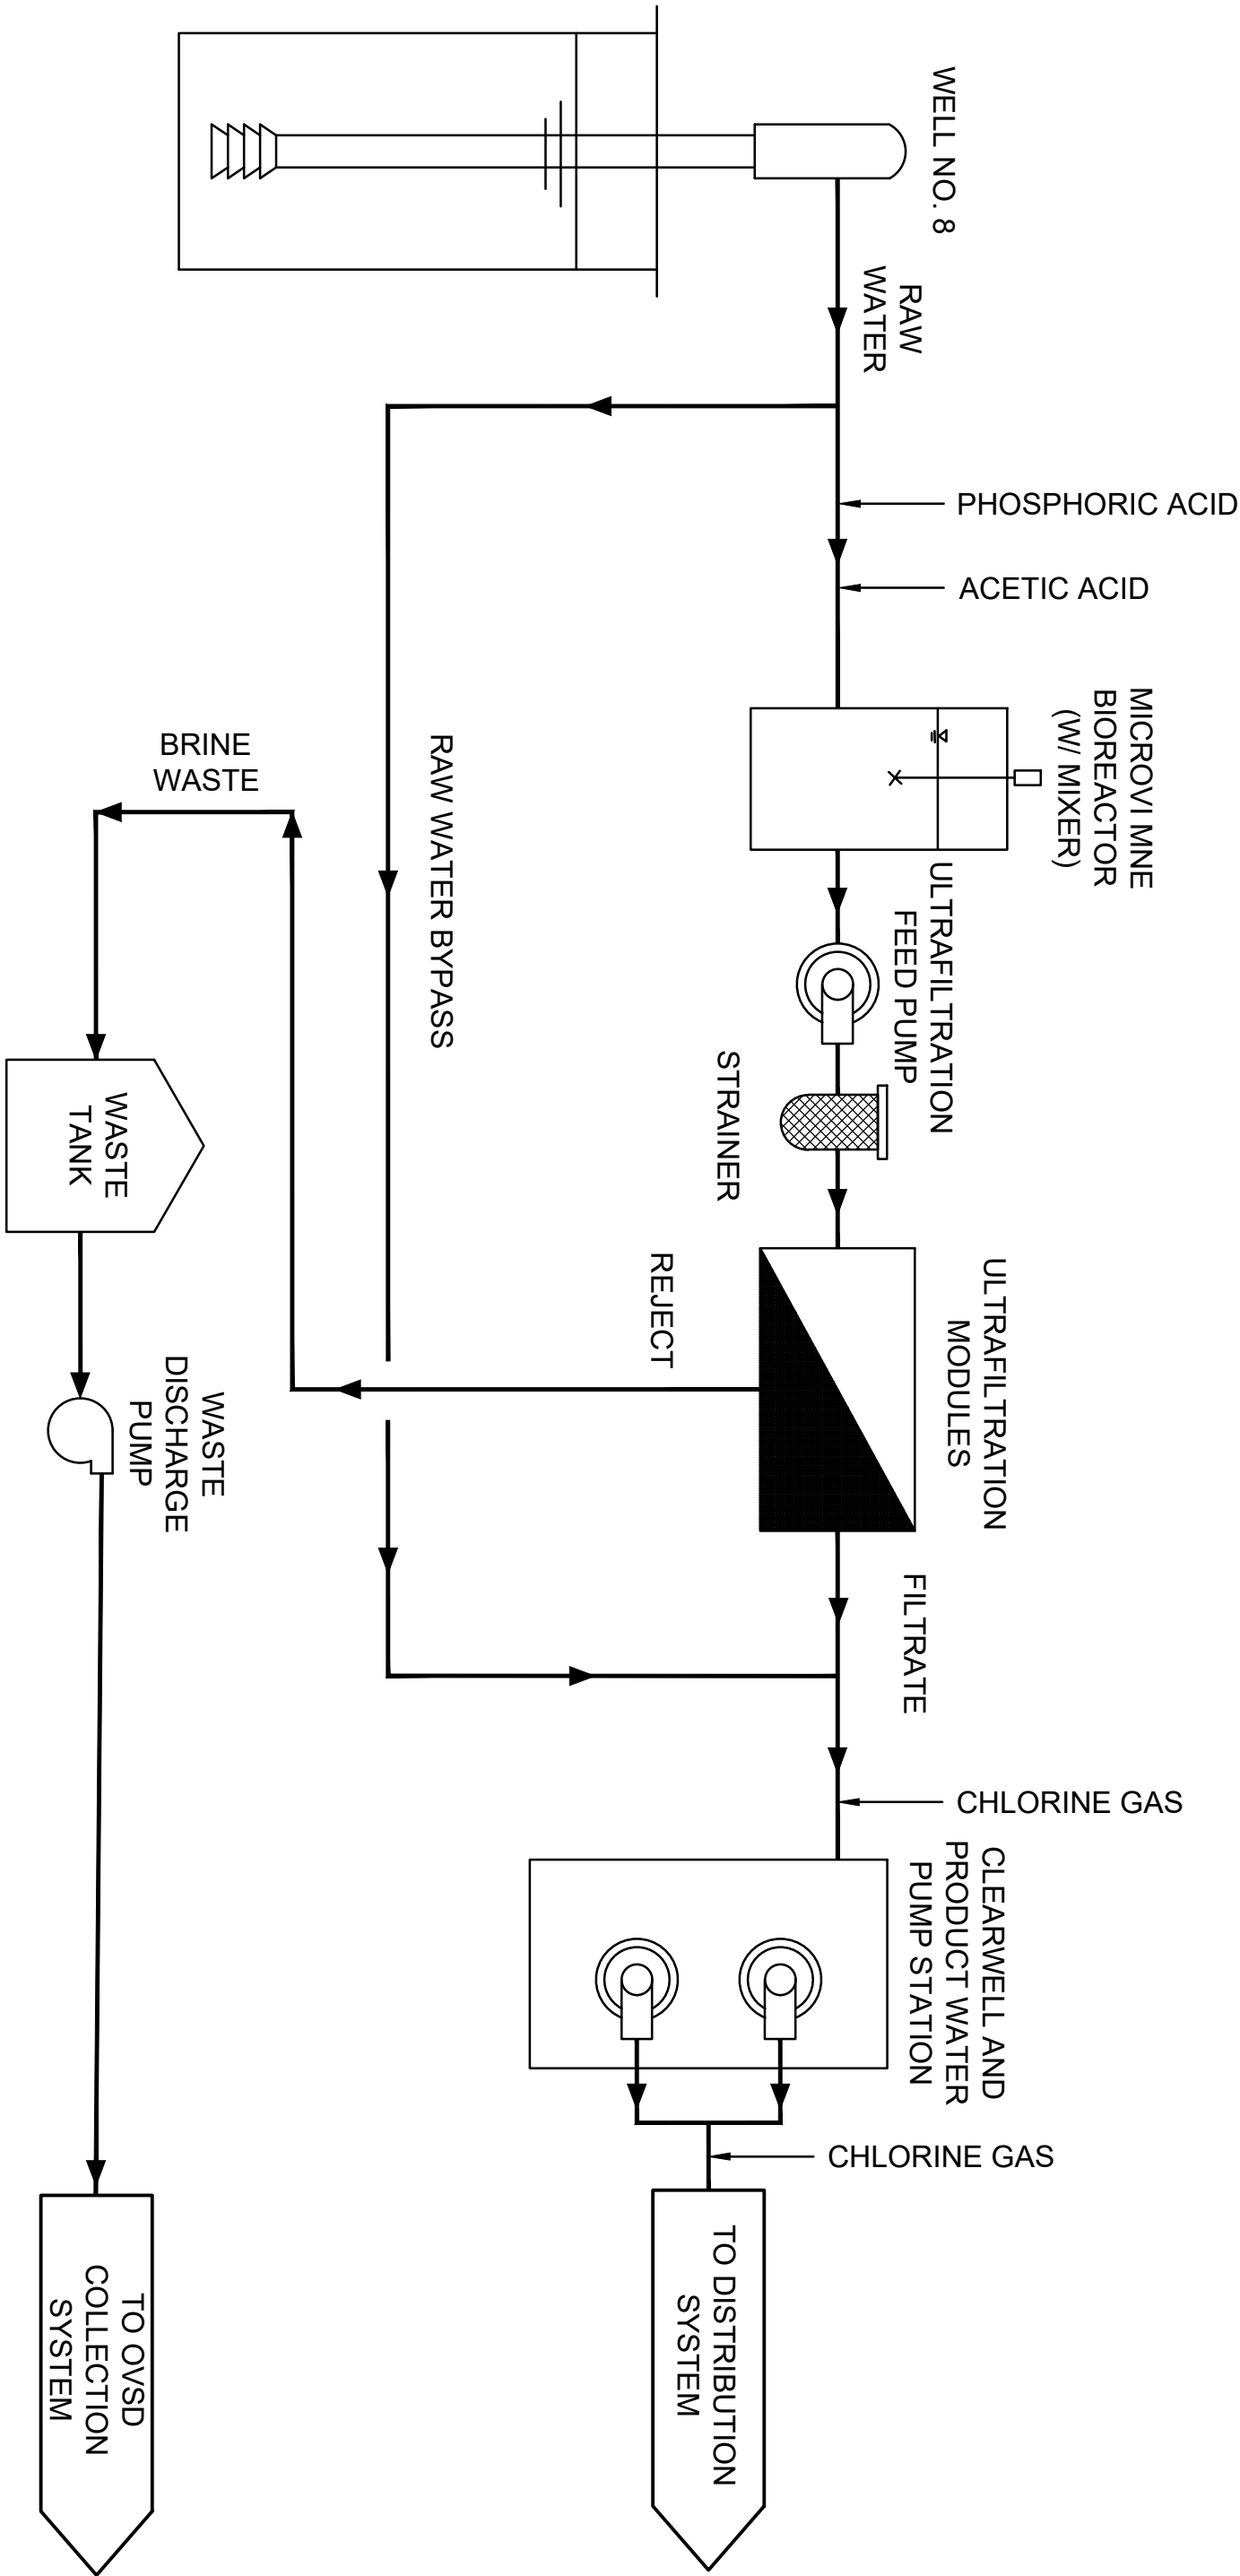 WELL NO. 8
RAW
WATER
PHOSPHORIC ACID
ACETIC ACID
MICROVI MNE
BIOREACTOR
(W/ MIXER)
ULTRAFILTRATION
FEED PUMP
STRAINER
ULTRAFILTRATION
MODULES
REJECT
FILTRATE
RAW WATER BYPASS
BRINE
WASTE
WASTE
TANK
WASTE
DISCHARGE
PUMP
CHLORINE GAS
CLEARWELL AND
PRODUCT WATER
PUMP STATION
CHLORINE GAS
TO DISTRIBUTION
SYSTEM
TO OVSD
COLLECTION
SYSTEM